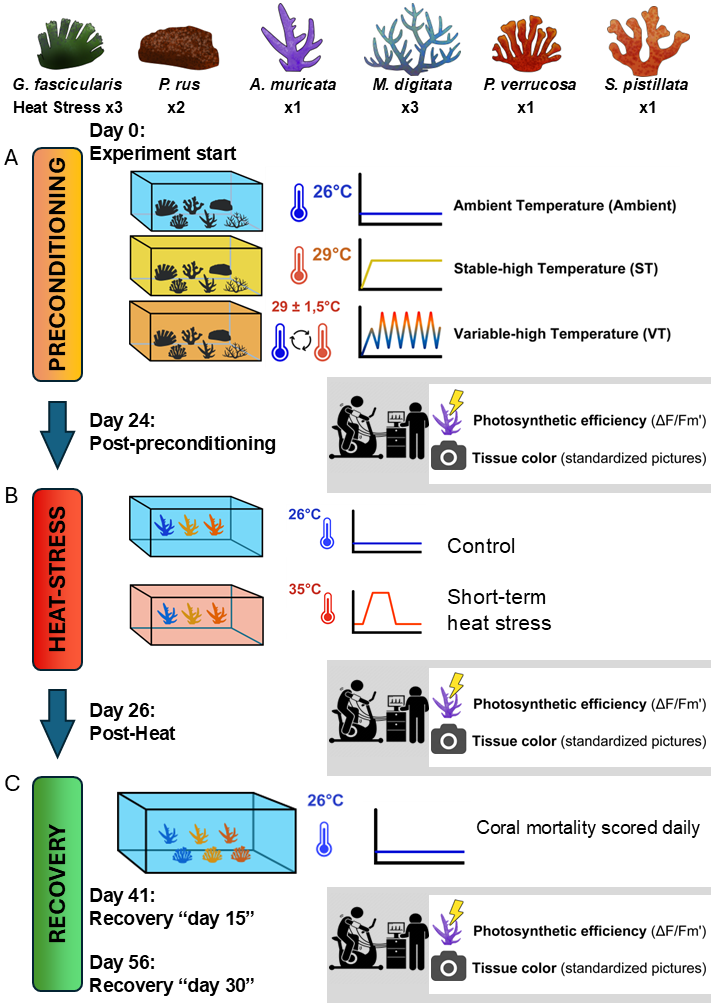 G. fascicularis P. rus A. muricata M. digitata P. verrucosa S. pistillata
Heat Stress x3 x2 x1 x3 x1 x1
Day 0:
Experiment start
A
PRECONDITIONING
26°C
Ambient Temperature (Ambient)
29°C
Stable-high Temperature (ST)
29 ± 1,5°C
Variable-high Temperature (VT)
Day 24:
Post-preconditioning
Photosynthetic efficiency (ΔF/Fm')
Tissue color (standardized pictures)
B
HEAT-STRESS
26°C
Control
35°C
Short-term
heat stress
Day 26:
Post-Heat
Photosynthetic efficiency (ΔF/Fm')
Tissue color (standardized pictures)
C
RECOVERY
26°C
Coral mortality scored daily
Day 41:
Recovery “day 15”
Day 56:
Recovery “day 30”
Photosynthetic efficiency (ΔF/Fm')
Tissue color (standardized pictures)